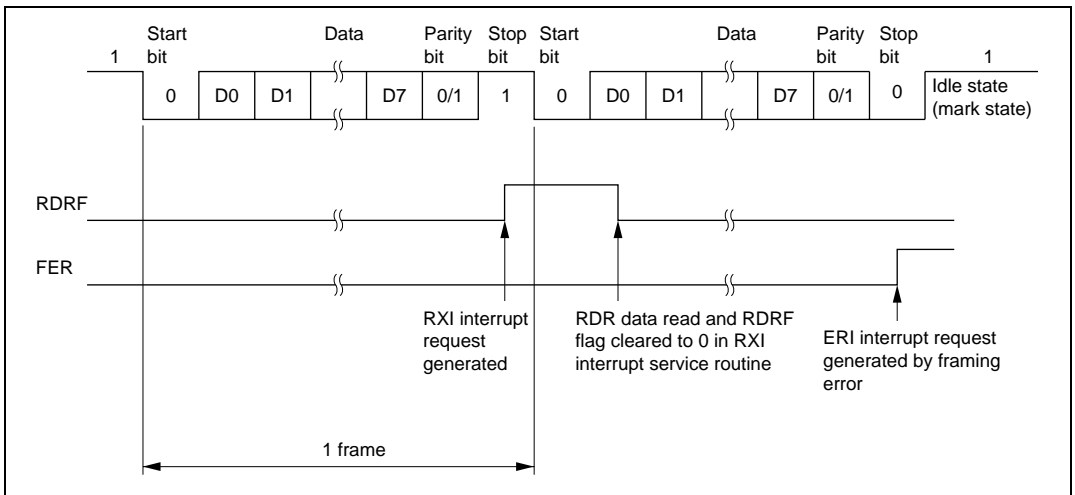 Start Data Parity Stop Start Data Parity Stop
1 bit bit bit bit bit bit 1
0 D0 D1 D7 0/1 1 0 D0 D1 D7 0/1 0 Idle state
(mark state)
RDRF
FER
RXI interrupt
request
generated
RDR data read and RDRF
flag cleared to 0 in RXI
interrupt service routine
ERI interrupt request
generated by framing
error
1 frame